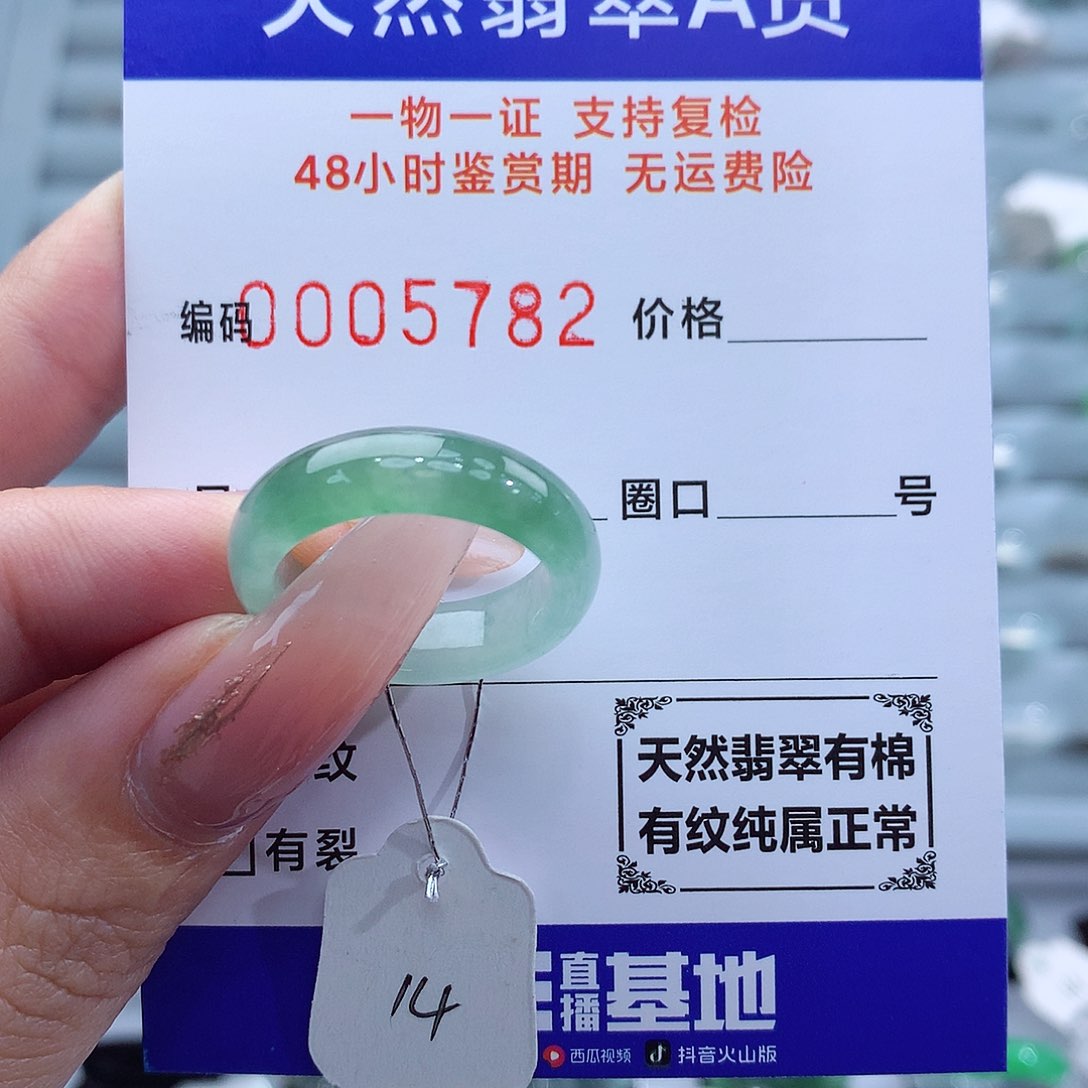 天然翡翠A货
一物一证 支持复检
48小时鉴赏期 无运费险
编码0005782 价格
圈口 号
天然翡翠有棉
有纹纯属正常
纹
有裂
14
直播基地
西瓜视频 抖音火山版